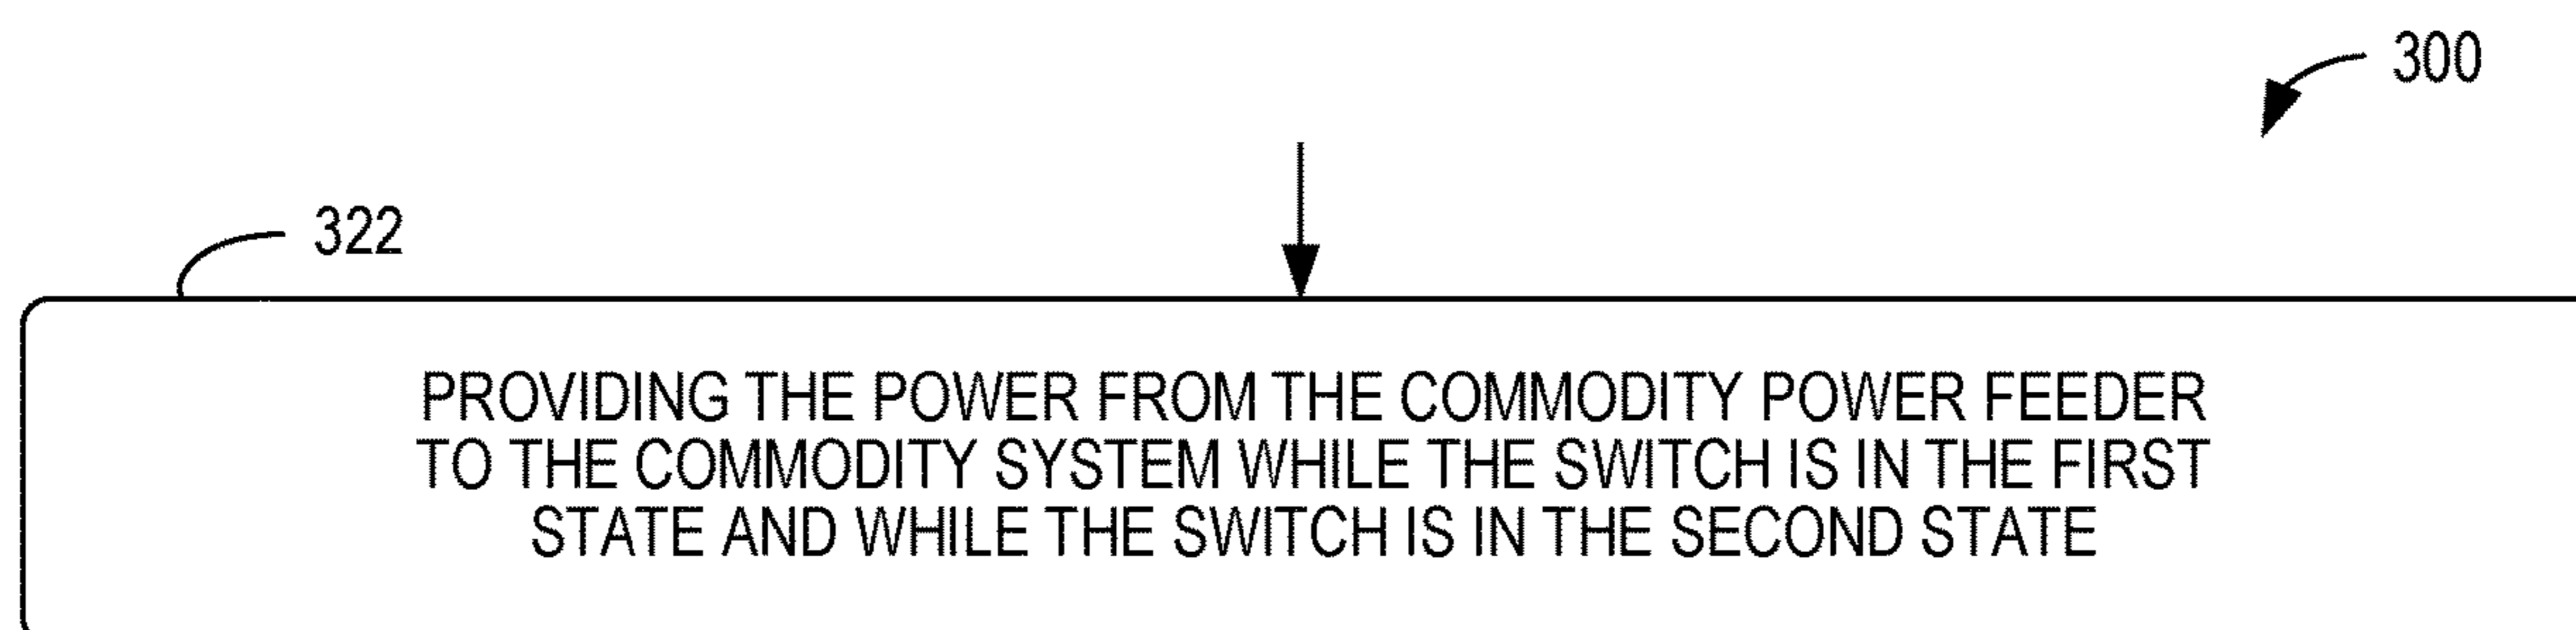 300
322
PROVIDING THE POWER FROM THE COMMODITY POWER FEEDER
TO THE COMMODITY SYSTEM WHILE THE SWITCH IS IN THE FIRST
STATE AND WHILE THE SWITCH IS IN THE SECOND STATE